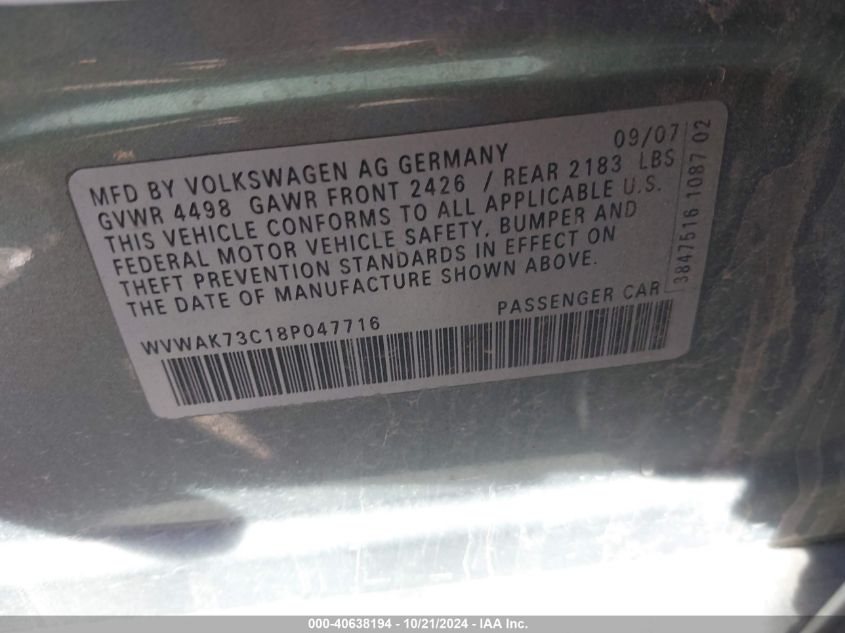 09/07
MFD BY VOLKSWAGEN AG GERMANY
GVWR 4498 GAWR FRONT 2426 / REAR 2183 LBS
THIS VEHICLE CONFORMS TO ALL APPLICABLE U.S.
FEDERAL MOTOR VEHICLE SAFETY, BUMPER AND
THEFT PREVENTION STANDARDS IN EFFECT ON
THE DATE OF MANUFACTURE SHOWN ABOVE.
WVWAK73C18P047716 PASSENGER CAR
3847516 1087 02
000-40638194 - 10/21/2024 - IAA Inc.